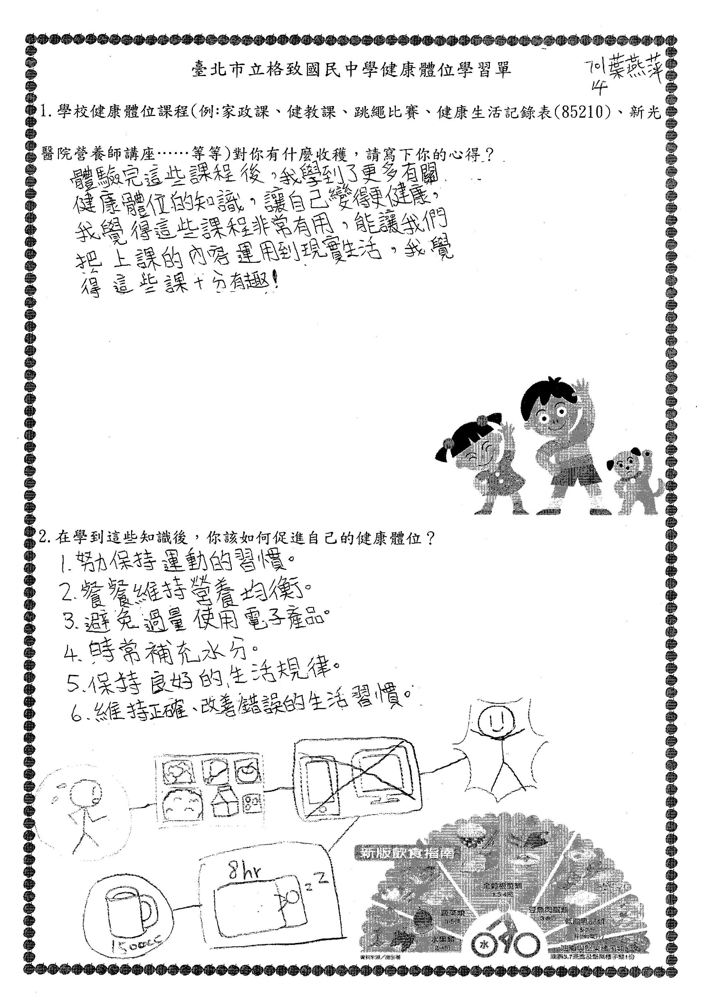 臺北市立格致國民中學健康體位學習單
701葉燕萍
14
1.學校健康體位課程(例:家政課、健教課、跳繩比賽、健康生活記錄表(85210)、新光
醫院營養師講座……等等)對你有什麼收穫,請寫下你的心得?
體驗完這些課程後,我學到了更多有關
健康體位的知識,讓自己變得更健康,
我覺得這些課程非常有用,能讓我們
把上課的內容運用到現實生活,我覺
得這些課十分有趣!
2.在學到這些知識後,你該如何促進自己的健康體位?
1.努力保持運動的習慣。
2.餐餐維持營養均衡。
3.避免過量使用電子產品。
4.時常補充水分。
5.保持良好的生活規律。
6.維持正確、改善錯誤的生活習慣。
8hr
zZ
1500cc
新版飲食指南
全穀根莖類
1.5-4碗
蔬菜類
豆魚肉蛋類
水果類
水